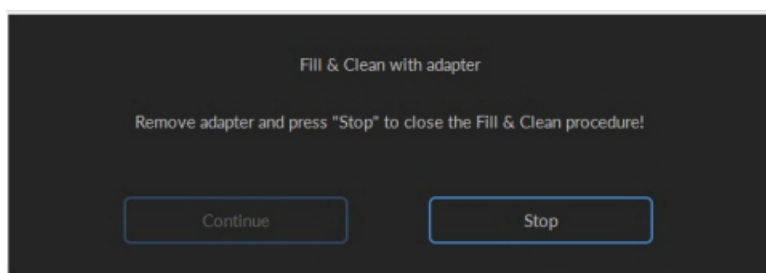 Fill & Clean with adapter
Remove adapter and press "Stop" to close the Fill & Clean procedure!
Continue
Stop